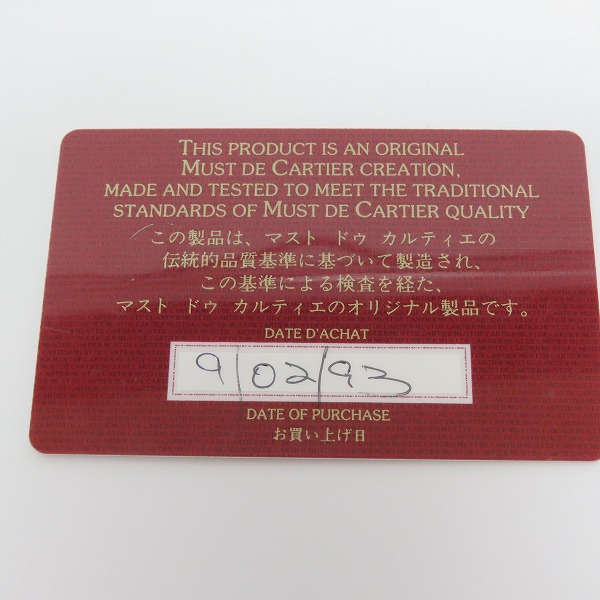 THIS PRODUCT IS AN ORIGINAL
MUST DE CARTIER CREATION,
MADE AND TESTED TO MEET THE TRADITIONAL
STANDARDS OF MUST DE CARTIER QUALITY
この製品は、マスト ドゥ カルティエの
伝統的品質基準に基づいて製造され、
この基準による検査を経た、
マスト ドゥ カルティエのオリジナル製品です。
DATE D'ACHAT
9/02/93
DATE OF PURCHASE
お買い上げ日